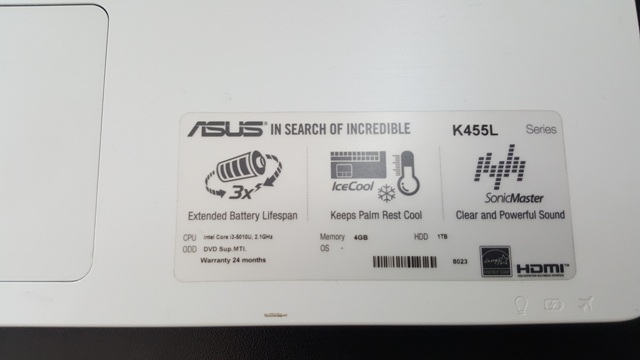 ASUS IN SEARCH OF INCREDIBLE K455L Series
3x
Extended Battery Lifespan
IceCool
Keeps Palm Rest Cool
SonicMaster
Clear and Powerful Sound
CPU Intel Core i3-5010U, 2.1GHz Memory 4GB HDD 1TB
ODD DVD Sup.MTI. OS -
Warranty 24 months
8023
HDMI